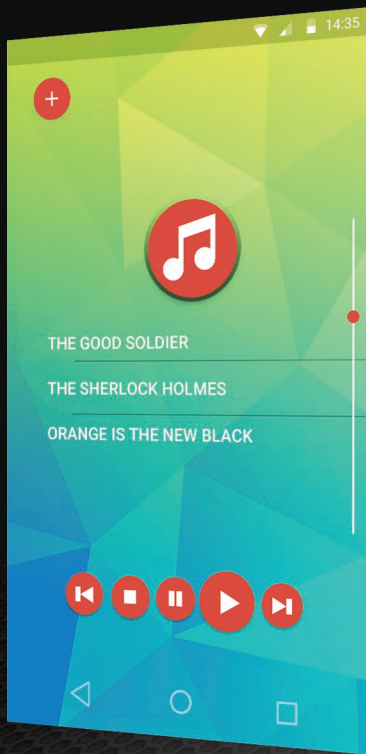 14:35
THE GOOD SOLDIER
THE SHERLOCK HOLMES
ORANGE IS THE NEW BLACK